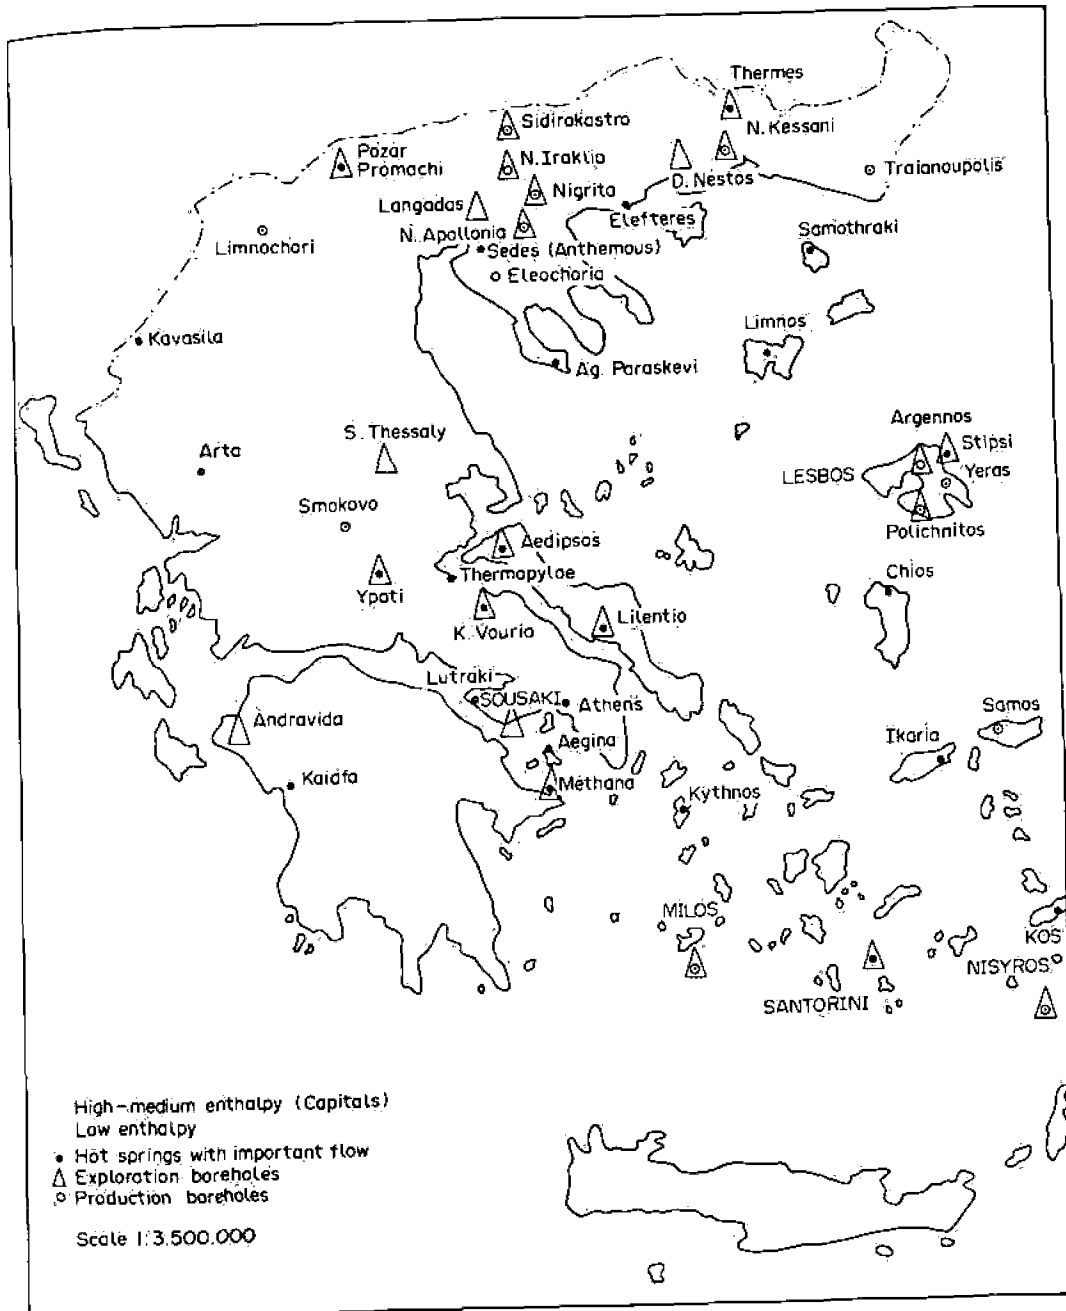 Thermes
Sidirokastro
N. Kessani
Pozar
Promachi
N. Iraklia
D. Nestos
Traianoupolis
Langadas
Nigrita
Elefteres
N. Apollonia
Limnochori
Sedes (Anthemous)
Samothraki
Eleochoria
Kavasila
Limnos
Ag. Paraskevi
S. Thessaly
Argennos
Arta
Stipsi
LESBOS
Yeras
Smokovo
Polichnitos
Aedipsos
Thermopylae
Ypati
Chios
K. Vourla
Lilentio
Lutraki
SOUSAKI
Athens
Andravida
Samos
Aegina
Ikaria
Kaiafa
Methana
Kythnos
MILOS
KOS
NISYROS
SANTORINI
High-medium enthalpy (Capitals)
Low enthalpy
Hot springs with important flow
Exploration boreholes
Production boreholes
Scale 1:3.500.000